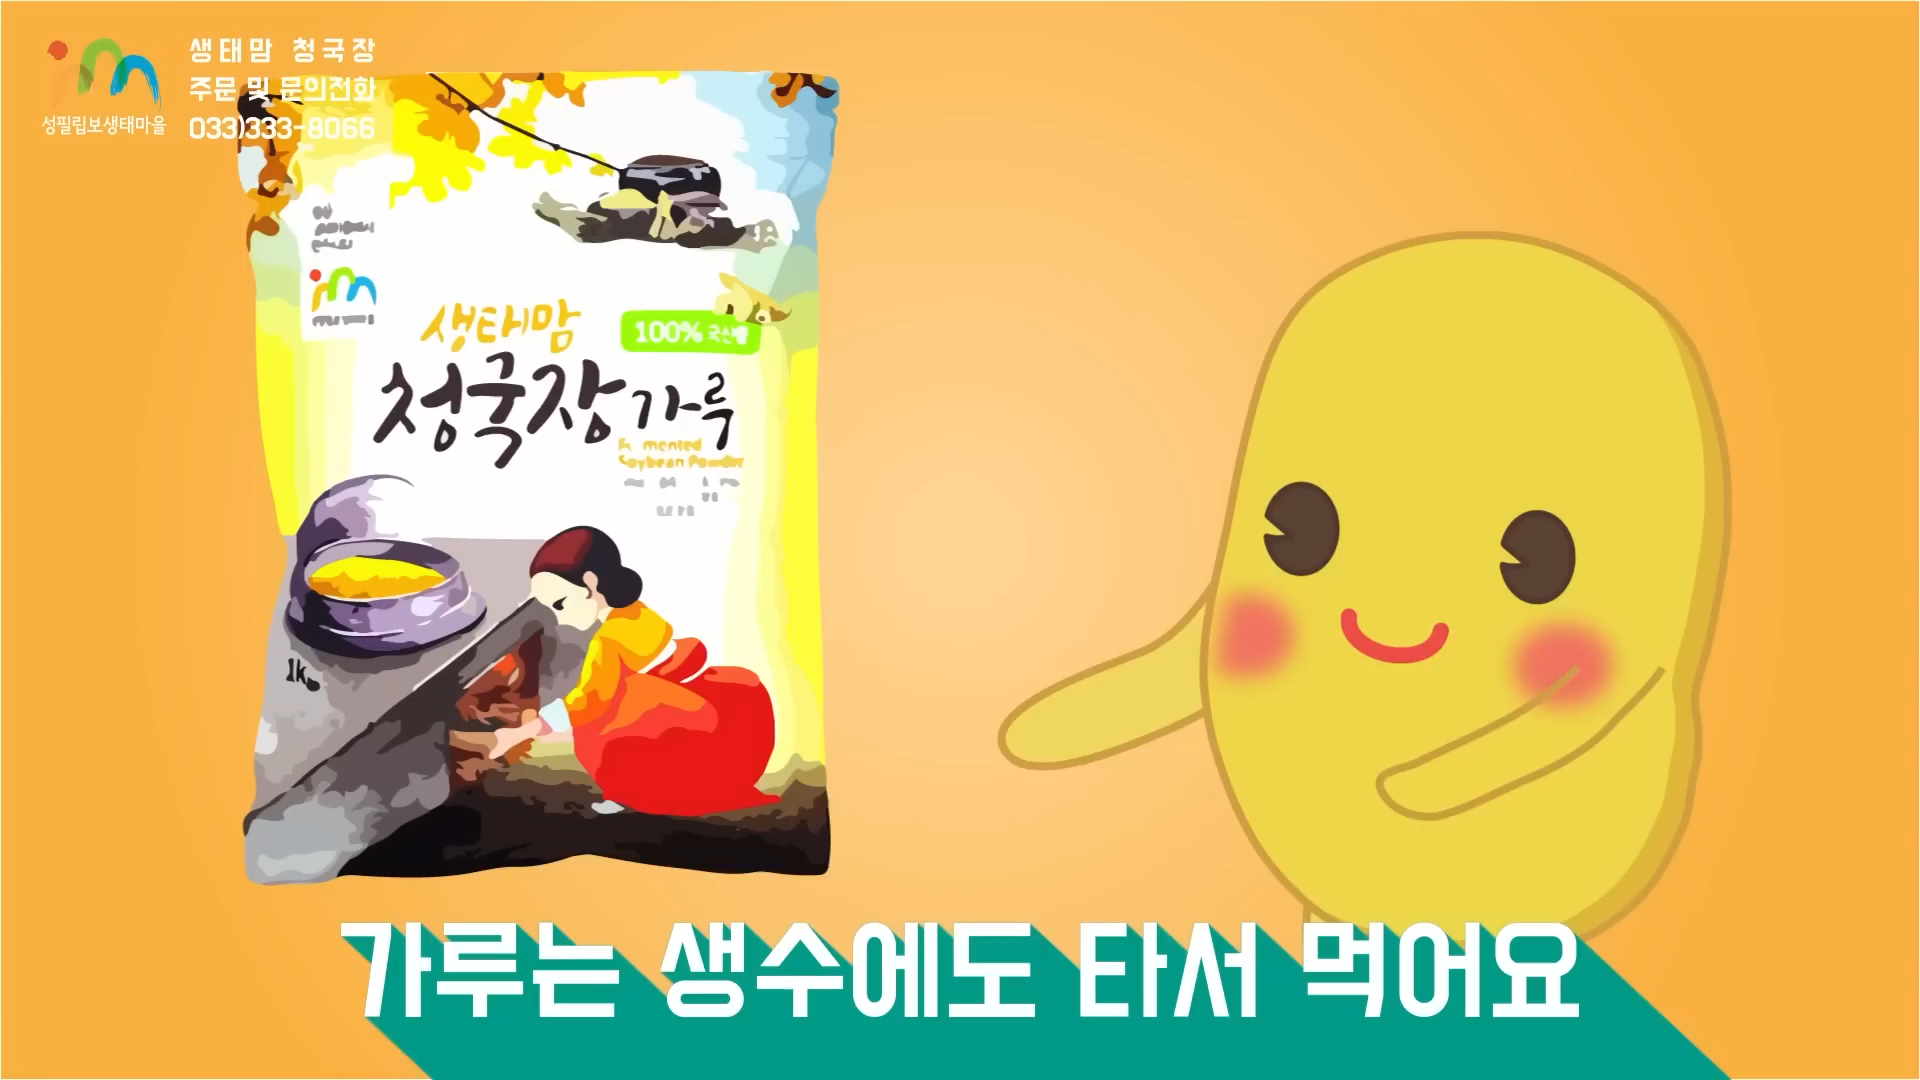 생태맘 청국장
주문 및 문의전화
033)333-8066
성필립보생태마을
생태맘
100% 국산콩
청국장가루
Soybean Powder
가루는 생수에도 타서 먹어요